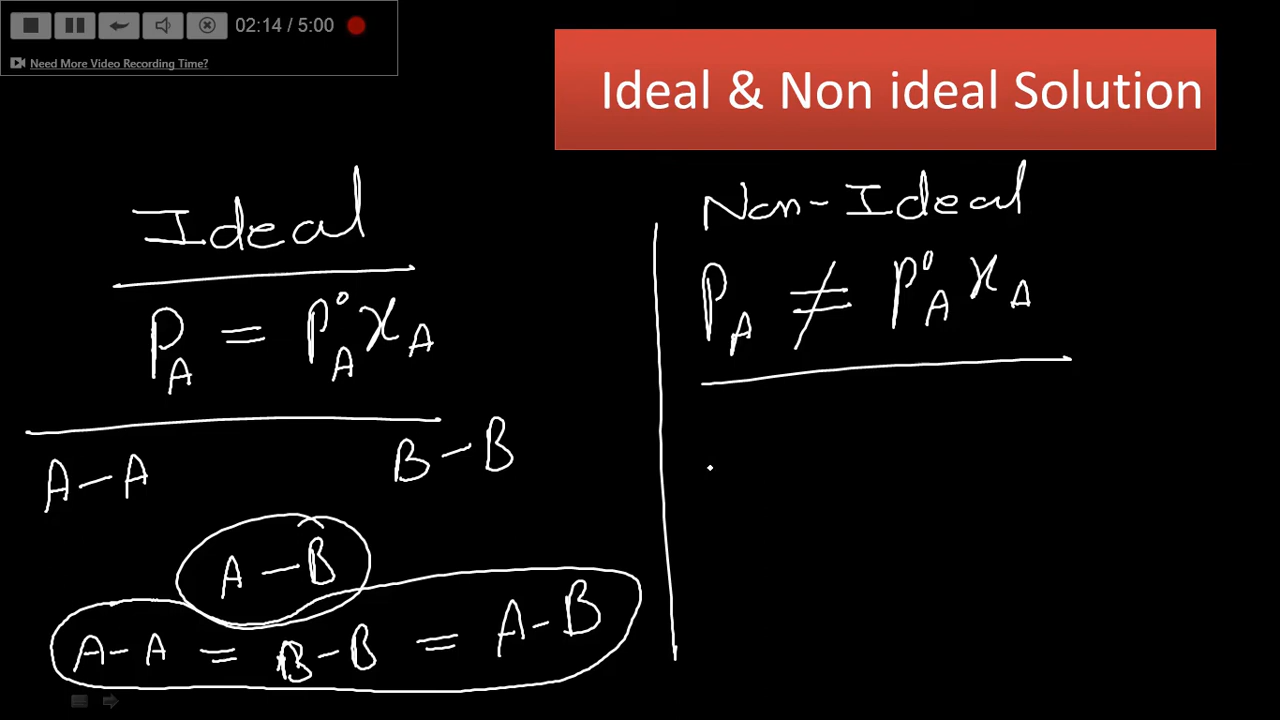 02:14 / 5:00
Need More Video Recording Time?
Ideal & Non ideal Solution
Ideal
P_A = P°_A x_A
A-A B-B
A-B
A-A = B-B = A-B
Non-Ideal
P_A ≠ P°_A x_A